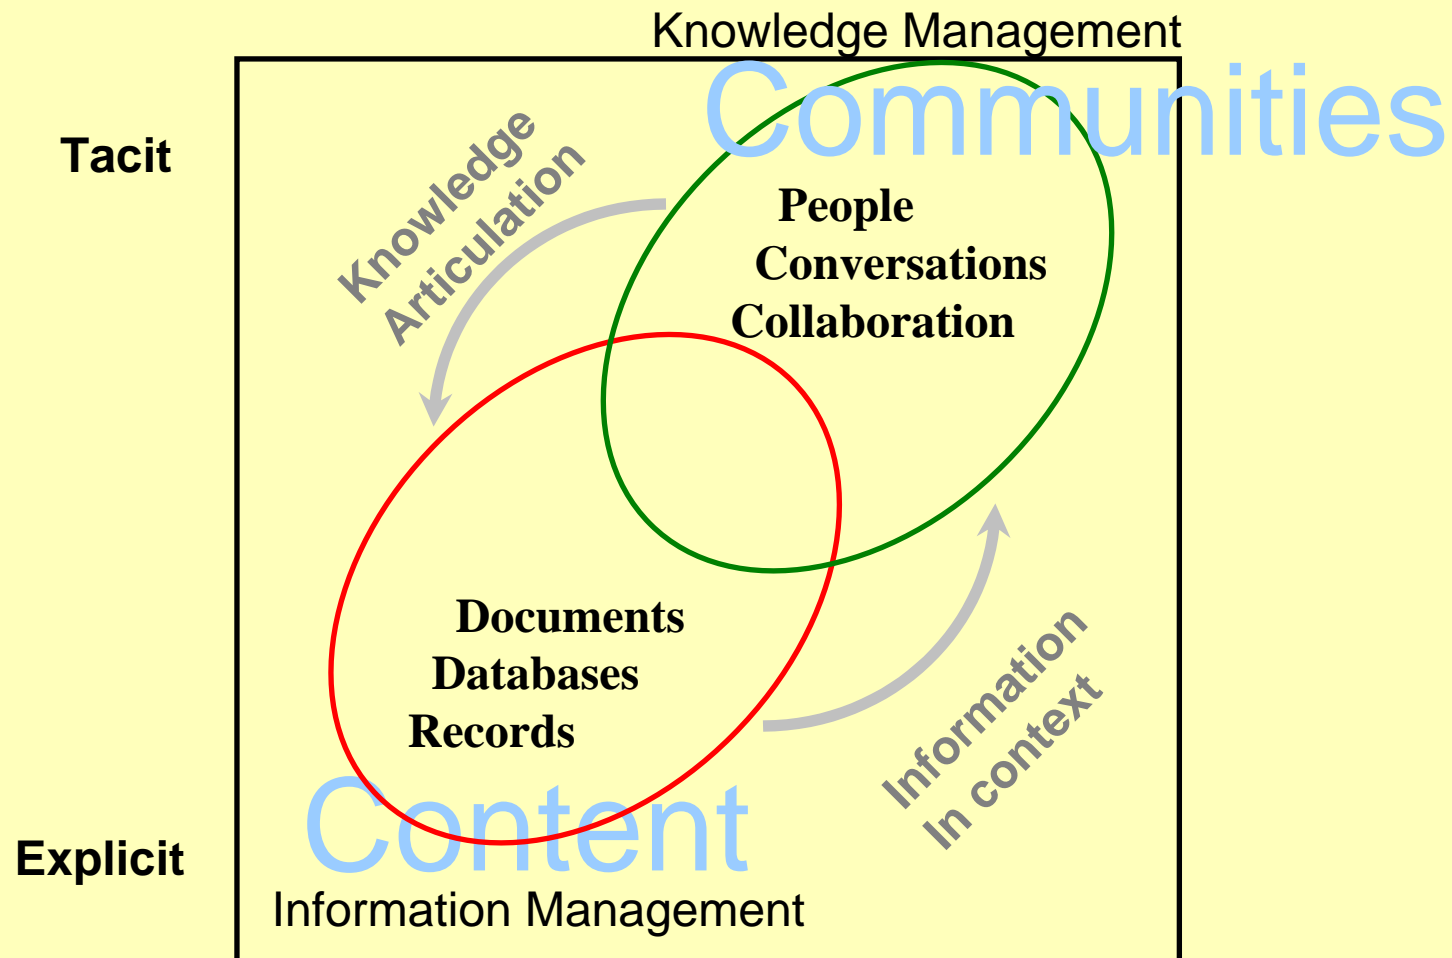 Knowledge Management
Communities
Tacit
Knowledge
Articulation
People
Conversations
Collaboration
Documents
Databases
Records
Information
In context
Content
Explicit
Information Management